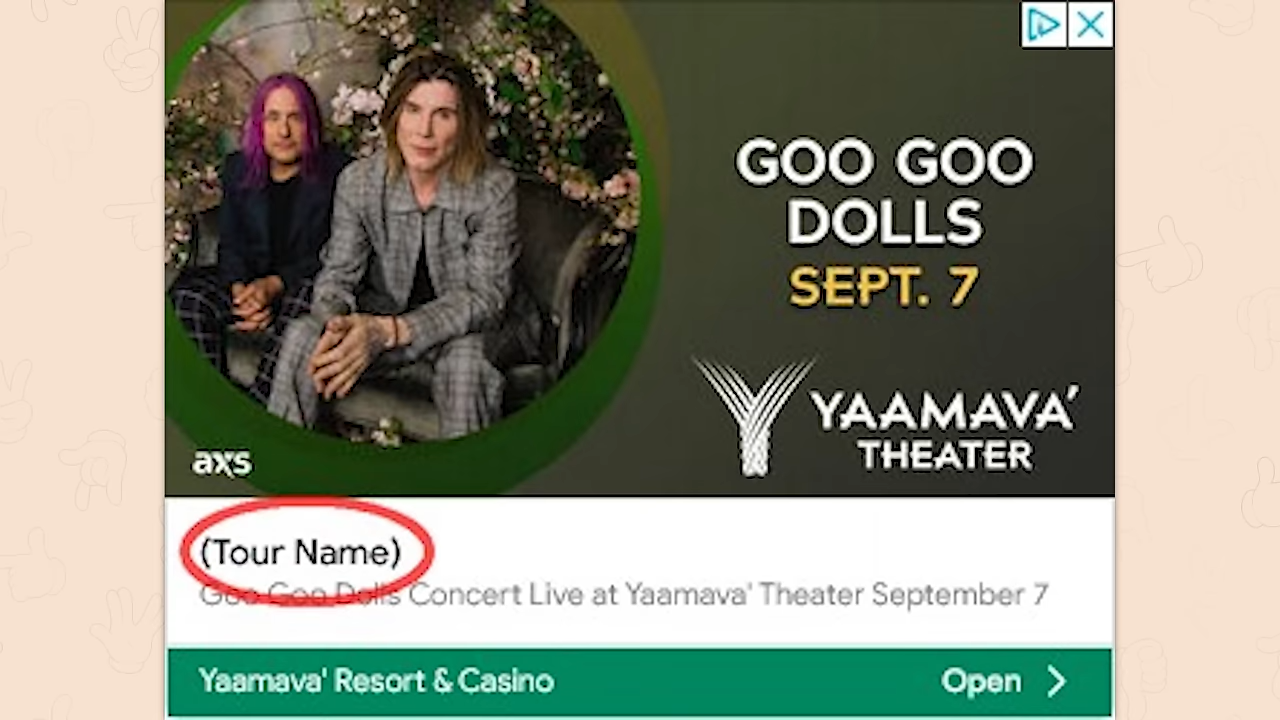 GOO GOO
DOLLS
SEPT. 7
YAAMAVA'
THEATER
axs
(Tour Name)
Goo Goo Dolls Concert Live at Yaamava' Theater September 7
Yaamava' Resort & Casino
Open